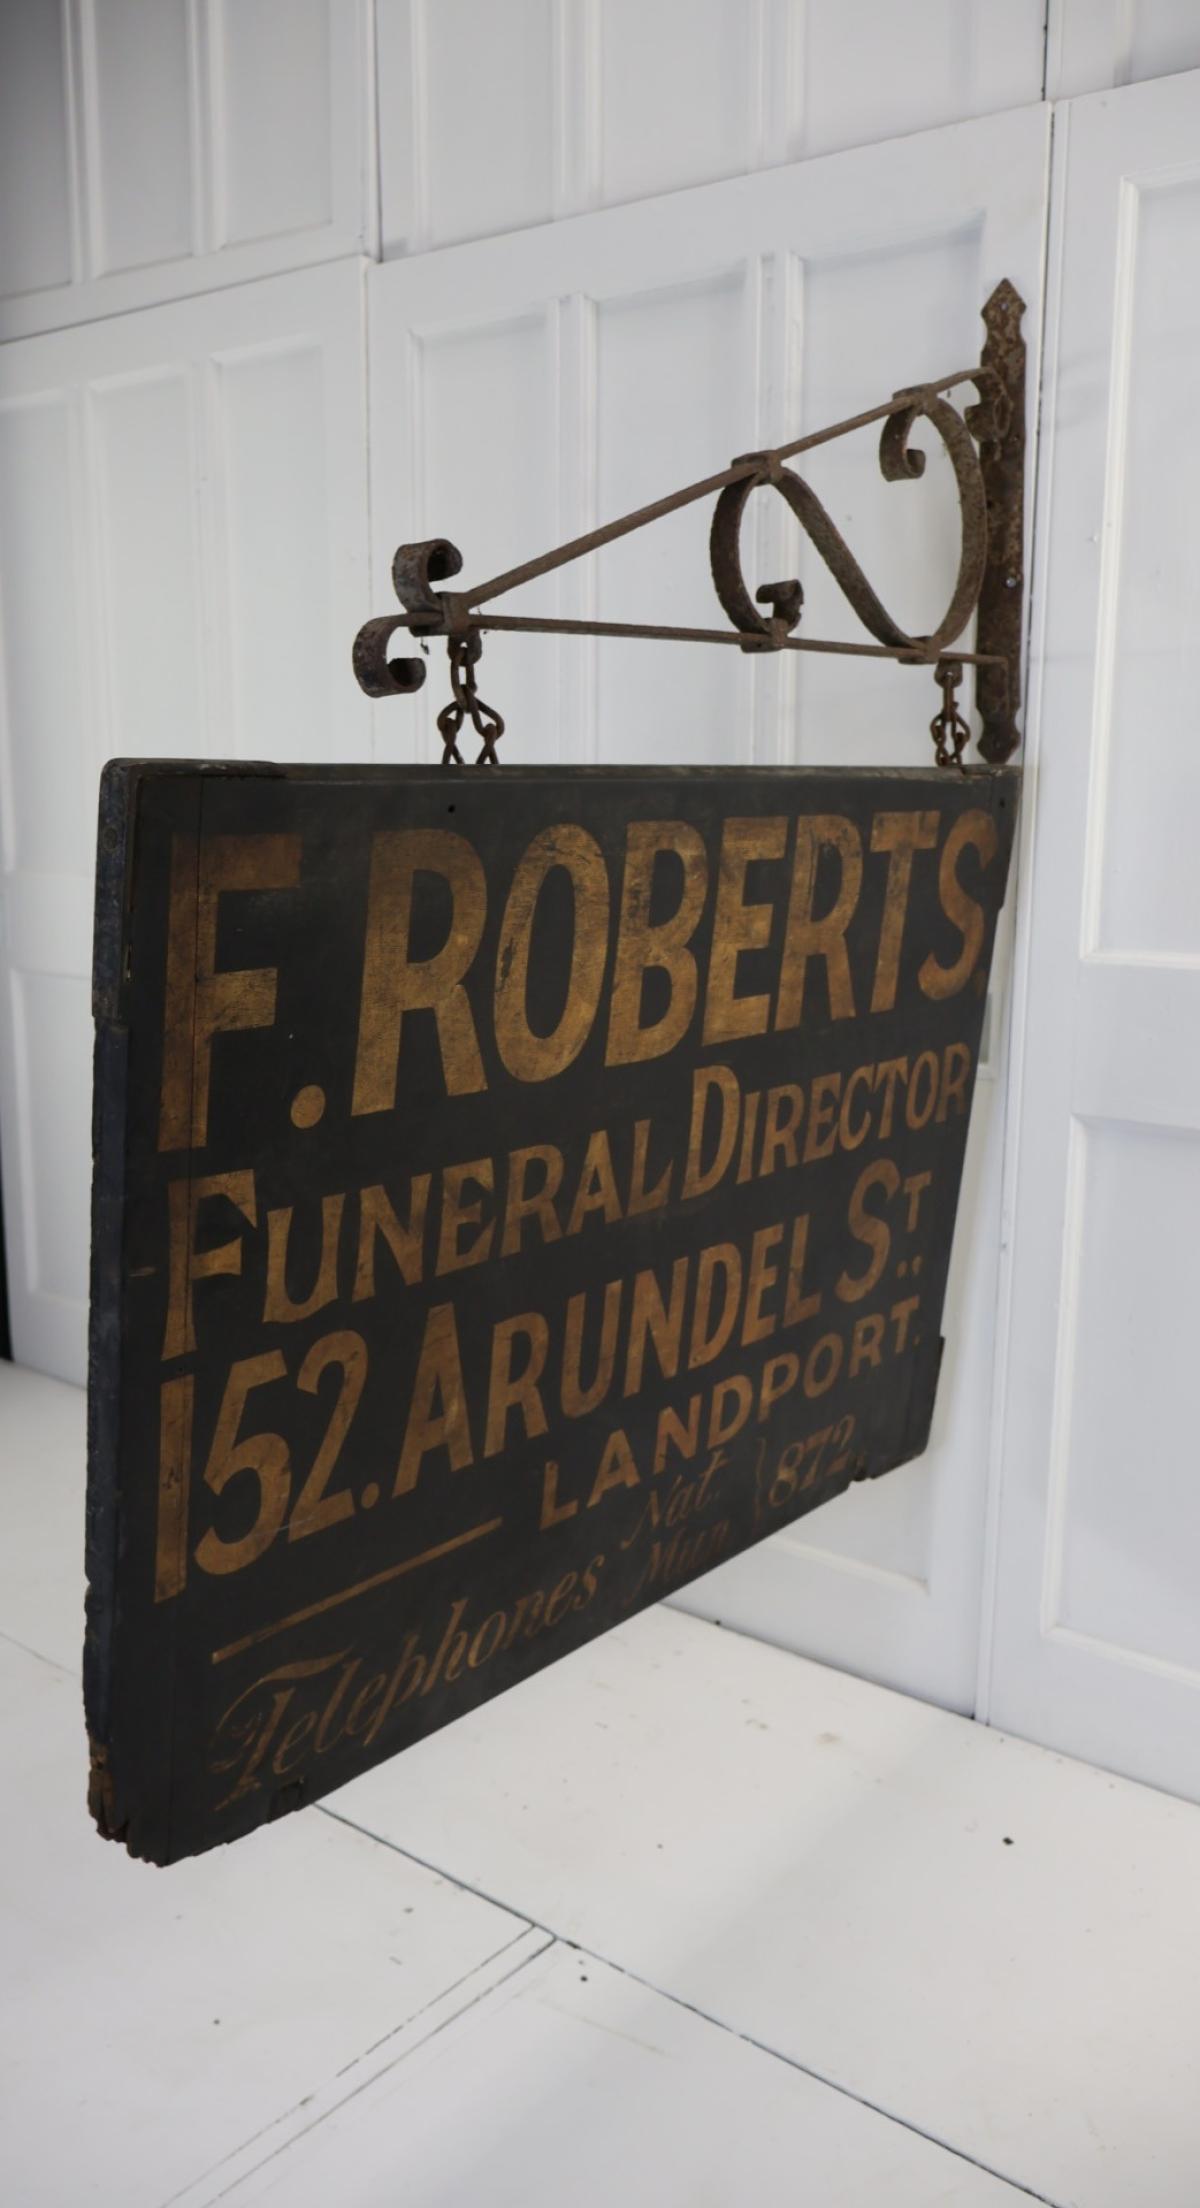 F. ROBERTS.
FUNERAL DIRECTOR
152. ARUNDEL ST.
LANDPORT.
Telephones Nat. } 872.
Mun